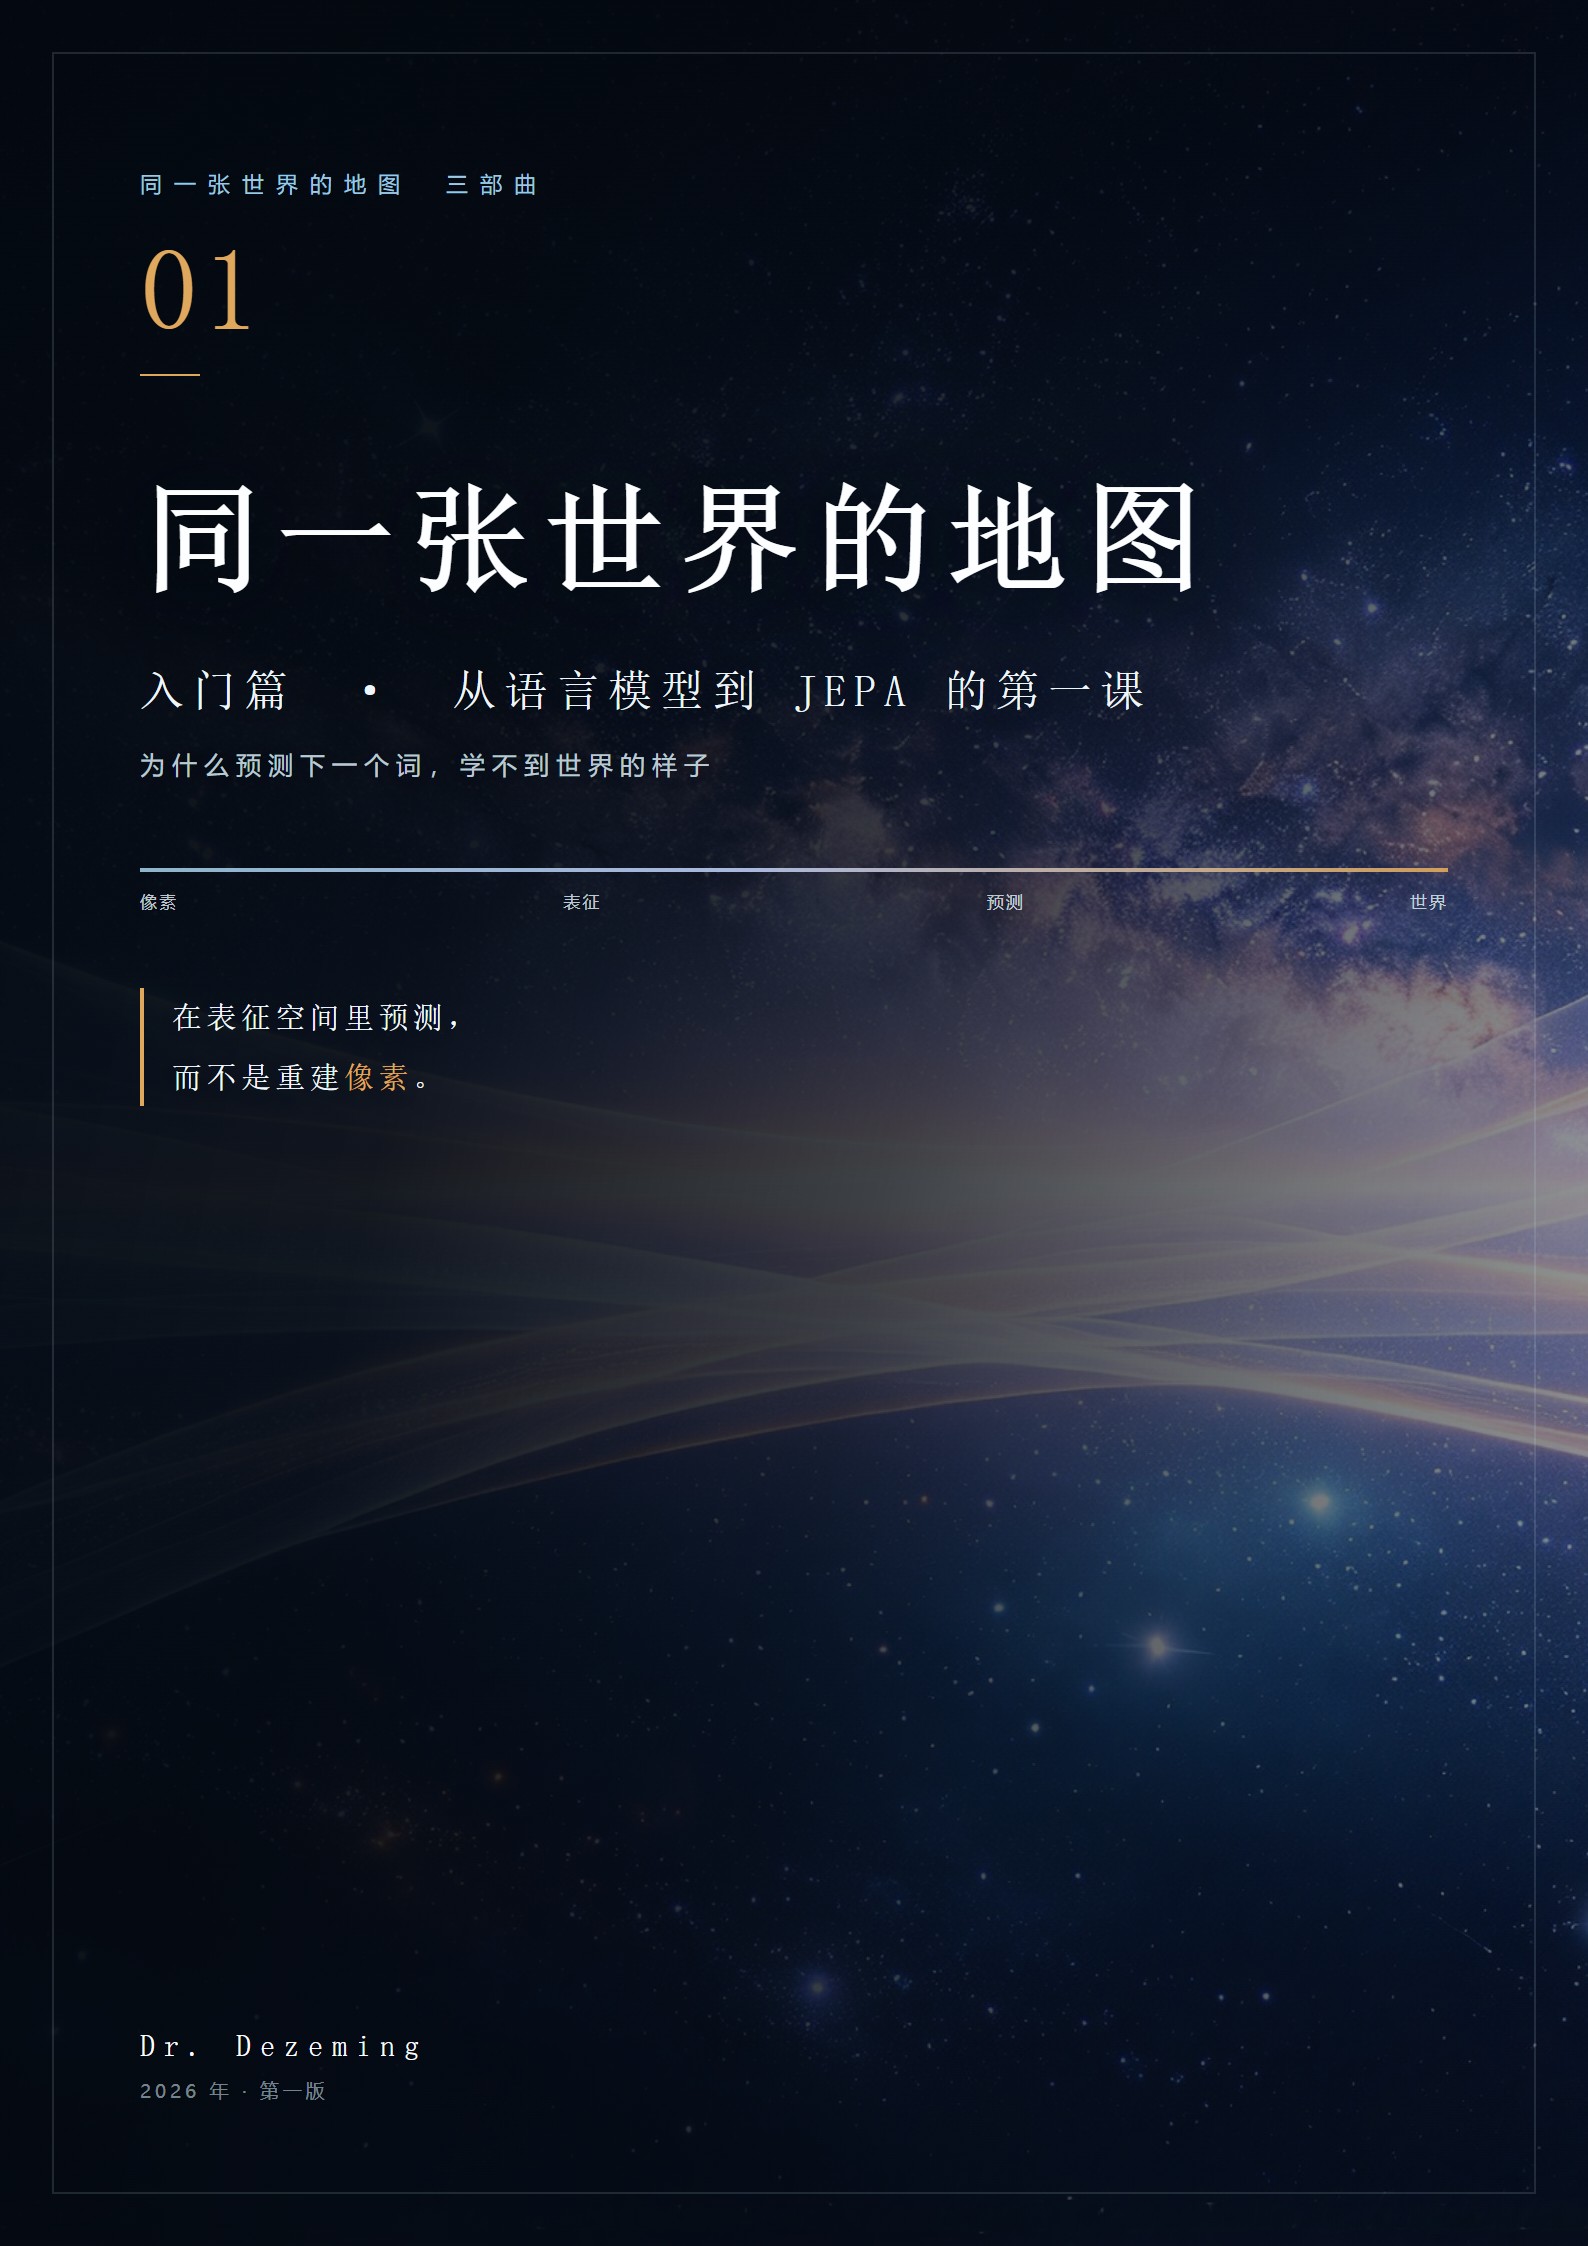 同一张世界的地图 三部曲
01
同一张世界的地图
入门篇 · 从语言模型到 JEPA 的第一课
为什么预测下一个词，学不到世界的样子
像素 表征 预测 世界
在表征空间里预测，
而不是重建像素。
Dr. Dezeming
2026 年 · 第一版